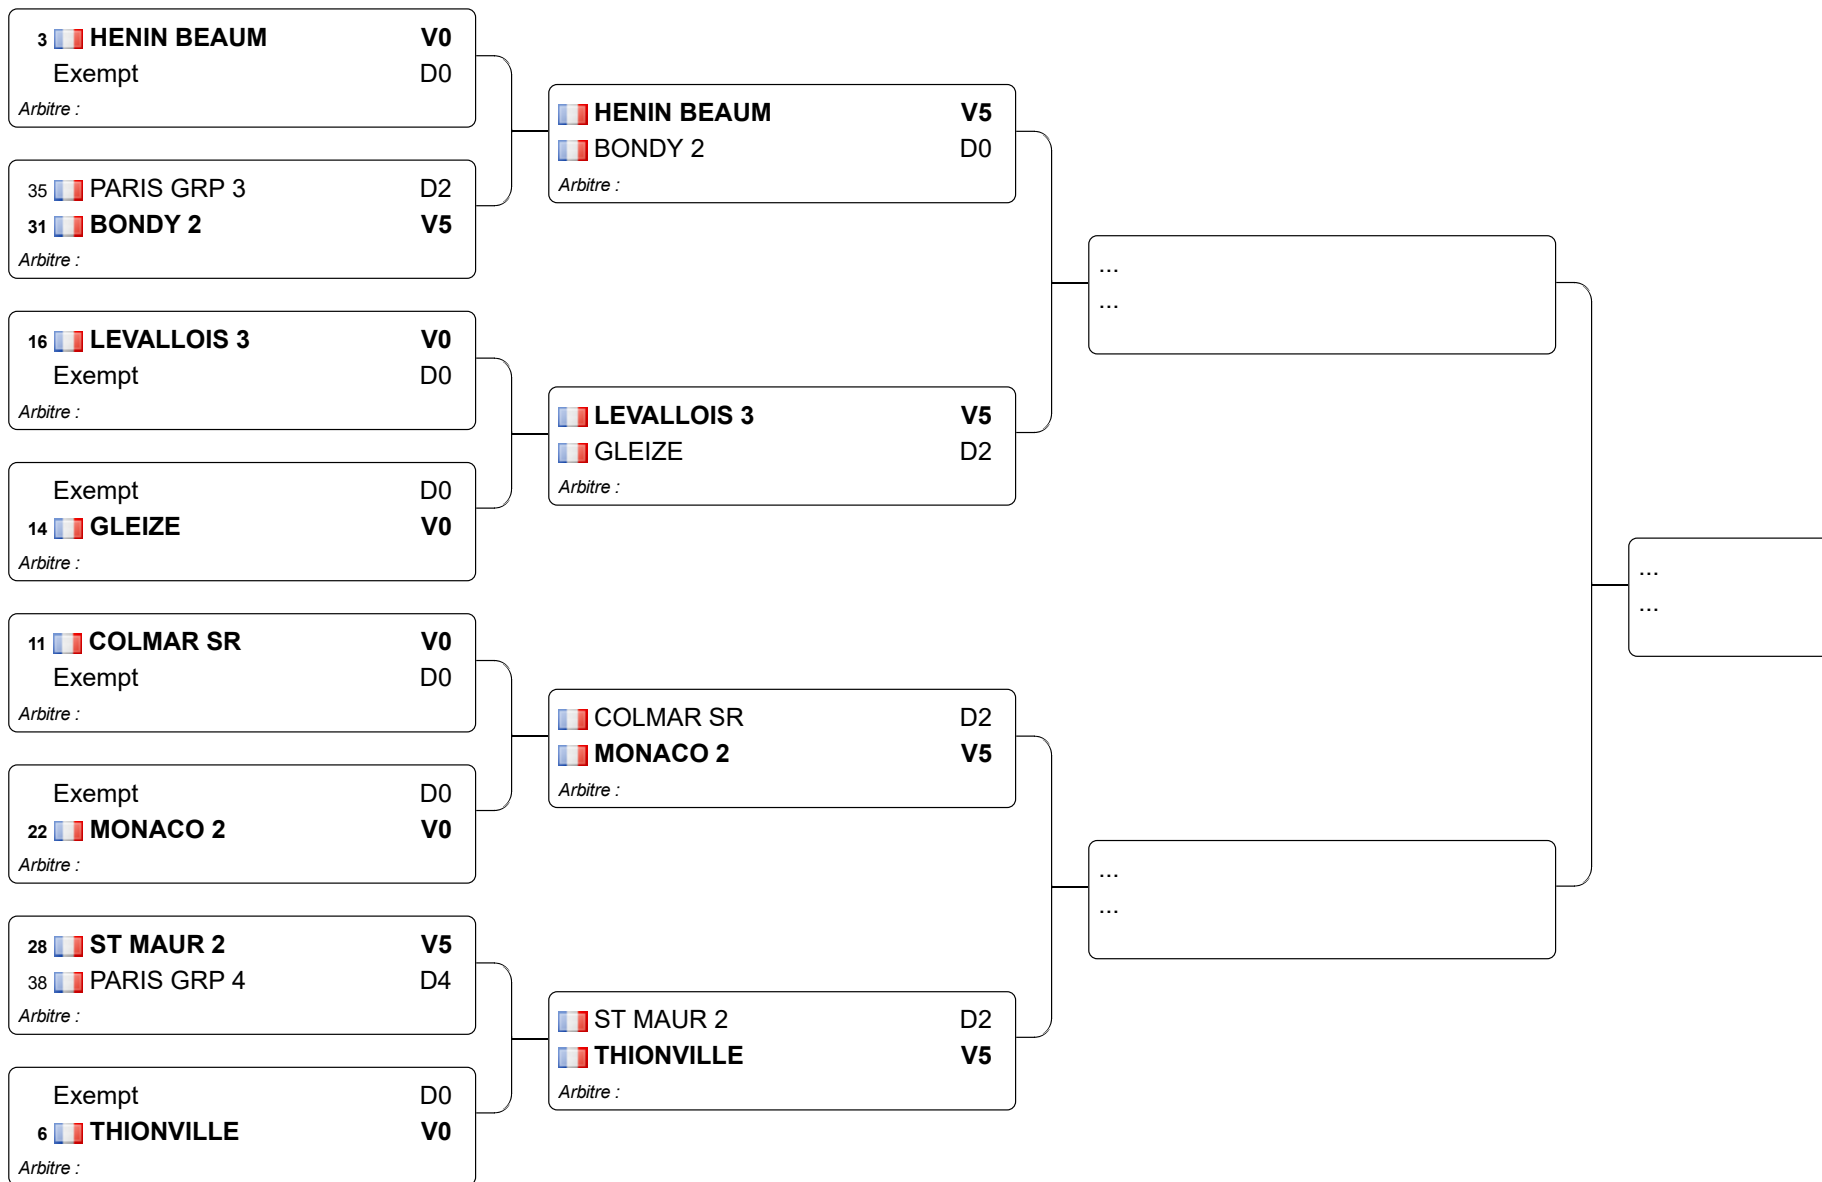 3 HENIN BEAUM V0
Exempt D0
Arbitre :
35 PARIS GRP 3 D2
31 BONDY 2 V5
Arbitre :
16 LEVALLOIS 3 V0
Exempt D0
Arbitre :
Exempt D0
14 GLEIZE V0
Arbitre :
11 COLMAR SR V0
Exempt D0
Arbitre :
Exempt D0
22 MONACO 2 V0
Arbitre :
28 ST MAUR 2 V5
38 PARIS GRP 4 D4
Arbitre :
Exempt D0
6 THIONVILLE V0
Arbitre :
HENIN BEAUM V5
BONDY 2 D0
Arbitre :
LEVALLOIS 3 V5
GLEIZE D2
Arbitre :
COLMAR SR D2
MONACO 2 V5
Arbitre :
ST MAUR 2 D2
THIONVILLE V5
Arbitre :
...
...
...
...
...
...